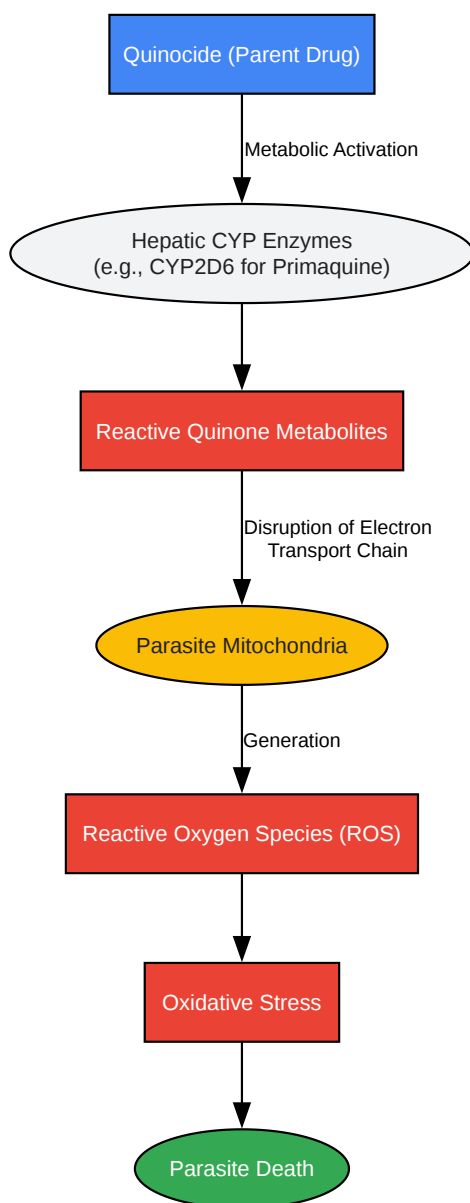 Quinocide (Parent Drug)
Metabolic Activation
Hepatic CYP Enzymes
(e.g., CYP2D6 for Primaquine)
Reactive Quinone Metabolites
Disruption of Electron
Transport Chain
Parasite Mitochondria
Generation
Reactive Oxygen Species (ROS)
Oxidative Stress
Parasite Death